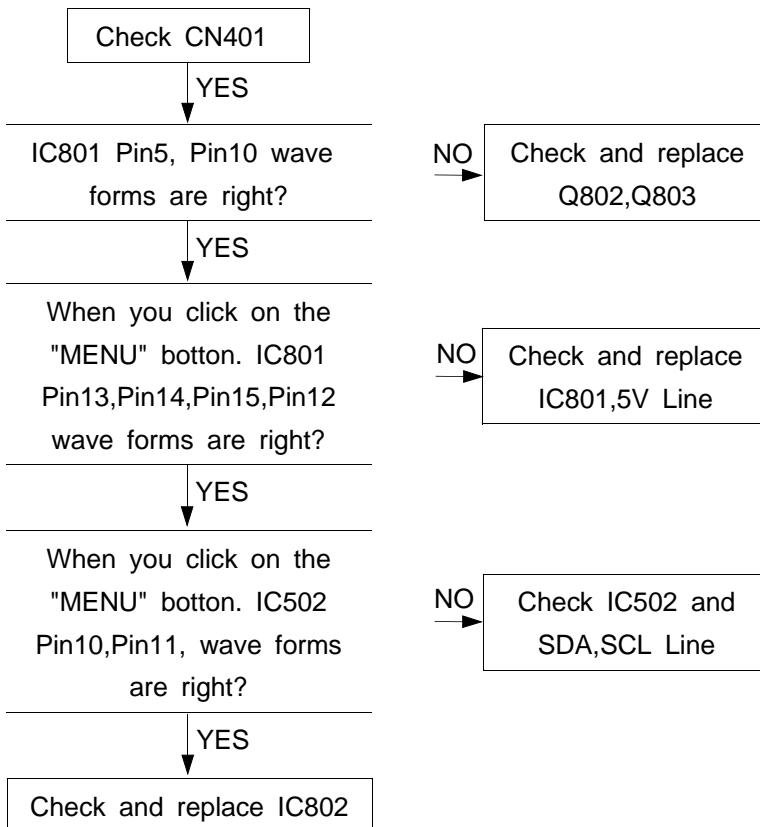 Check CN401
YES
IC801 Pin5, Pin10 wave
forms are right?
NO
Check and replace
Q802,Q803
YES
When you click on the
"MENU" botton. IC801
Pin13,Pin14,Pin15,Pin12
wave forms are right?
NO
Check and replace
IC801,5V Line
YES
When you click on the
"MENU" botton. IC502
Pin10,Pin11, wave forms
are right?
NO
Check IC502 and
SDA,SCL Line
YES
Check and replace IC802